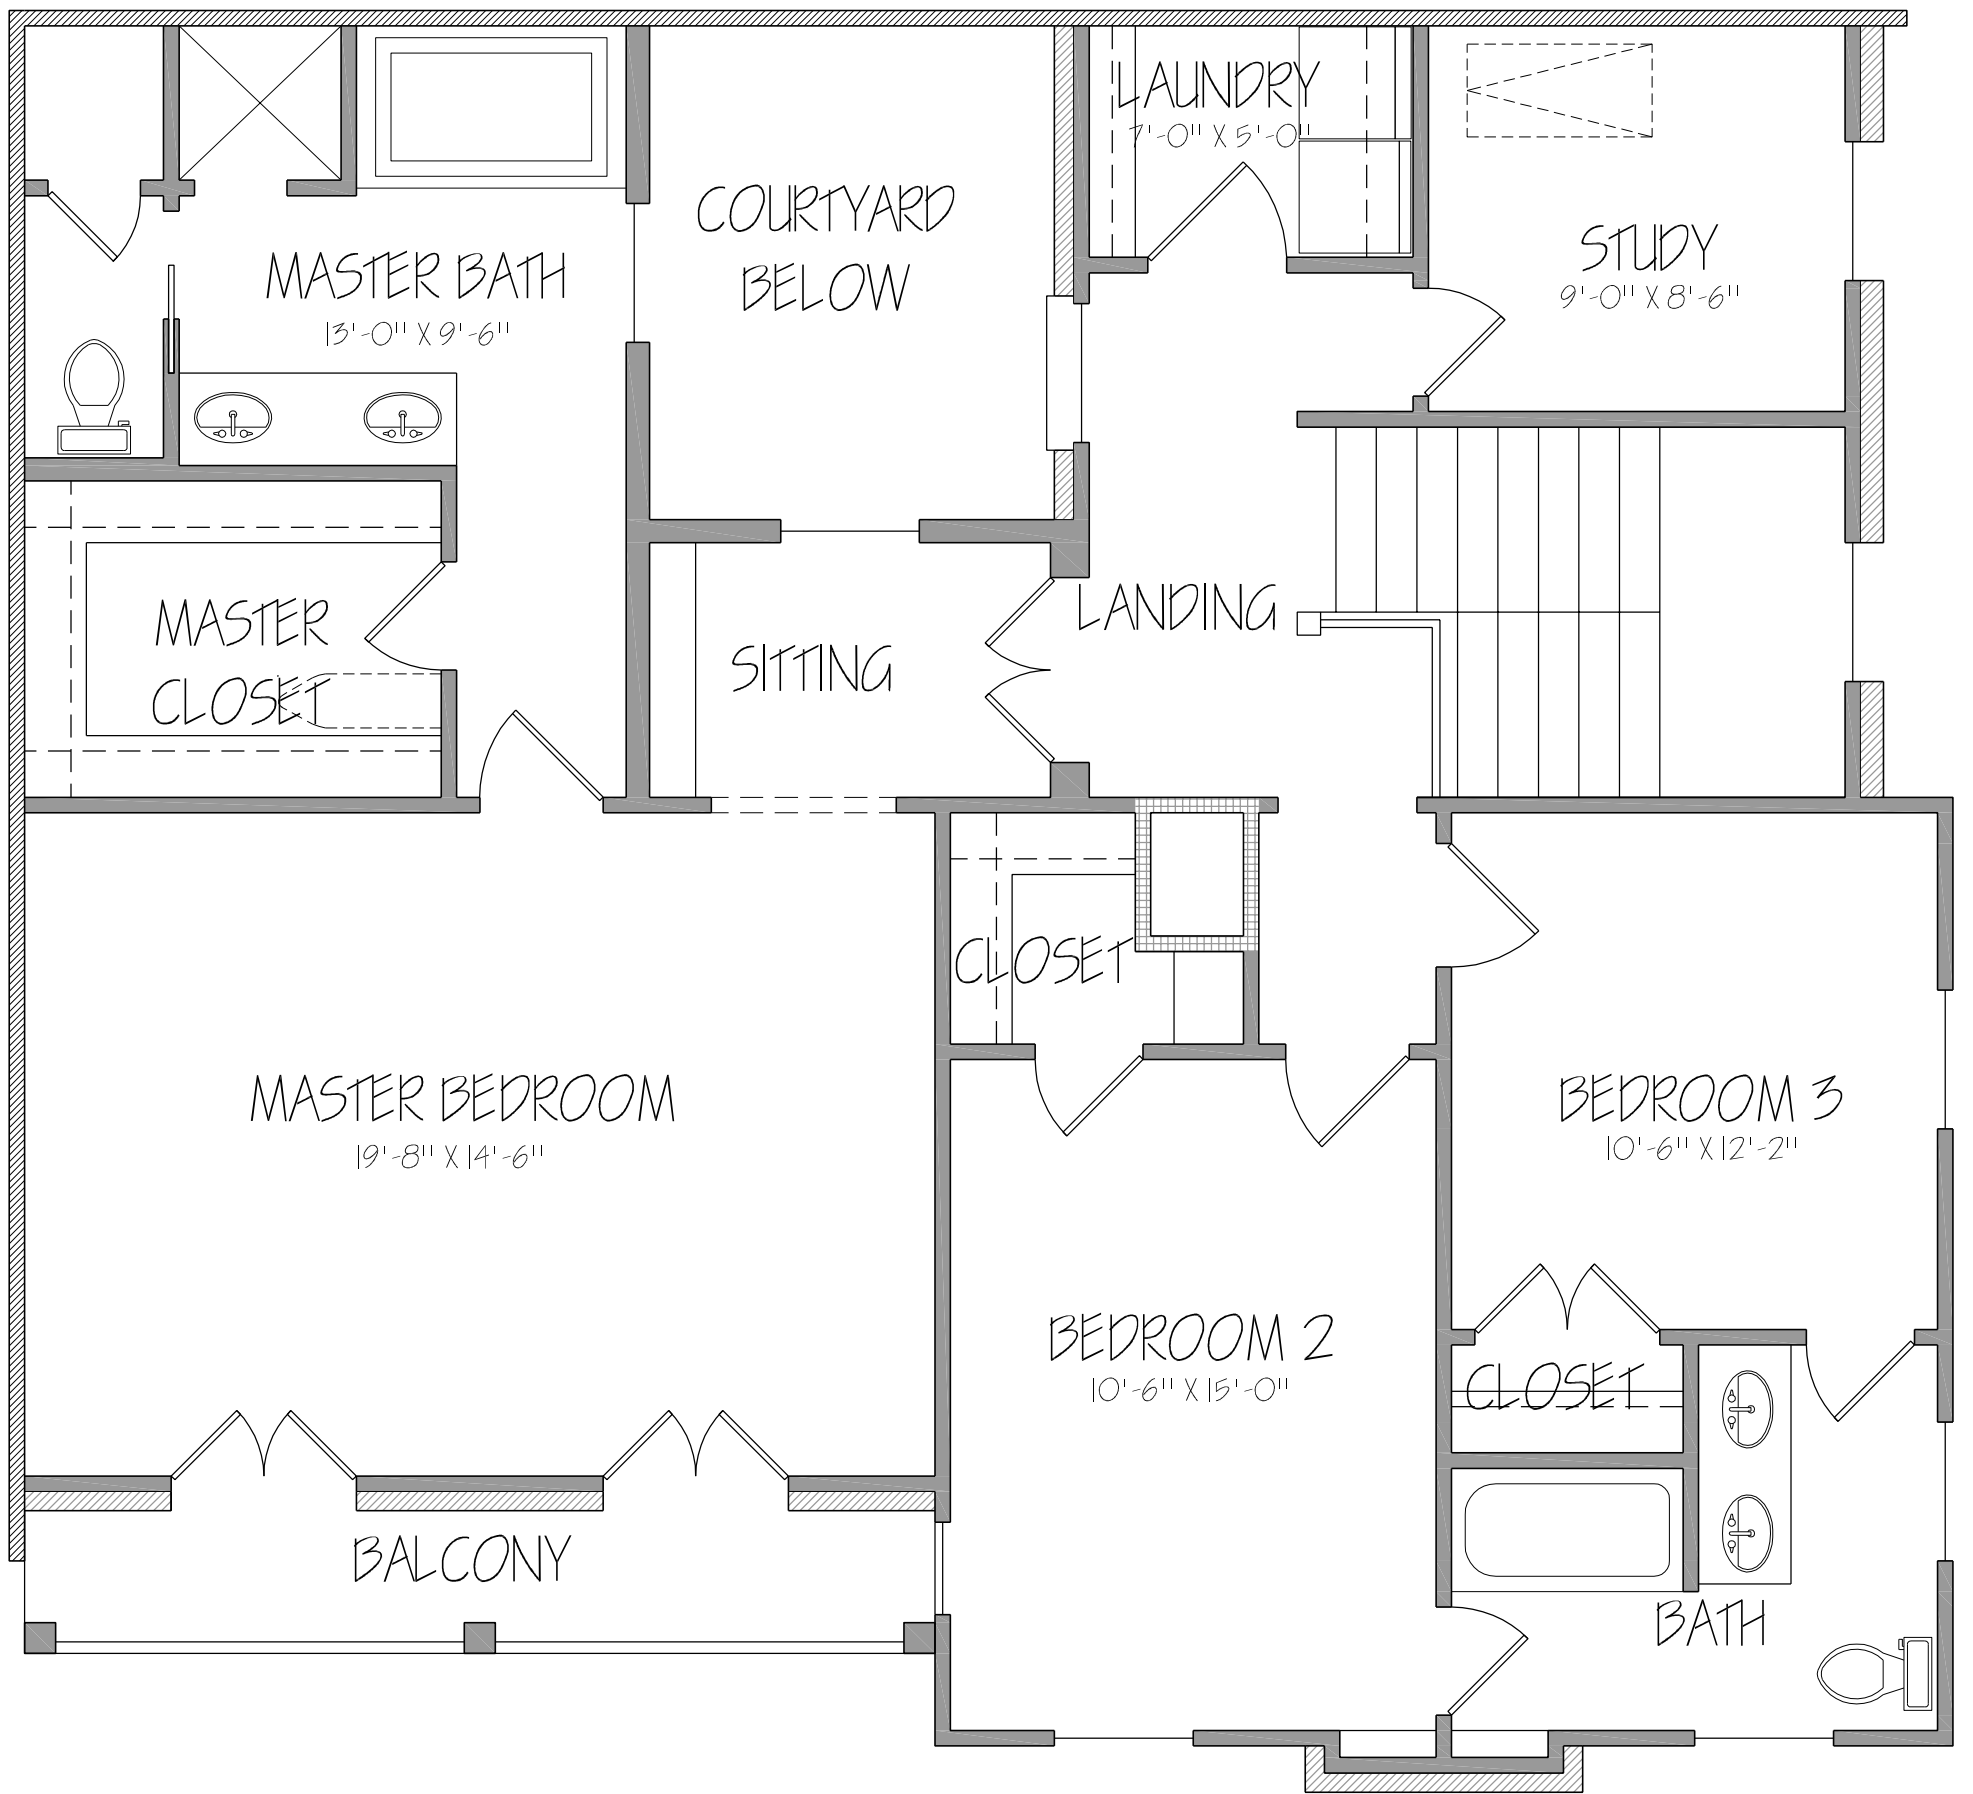 LAUNDRY
7'-0" X 5'-0"
COURTYARD
BELOW
STUDY
9'-0" X 8'-6"
MASTER BATH
13'-0" X 9'-6"
MASTER
CLOSET
SITTING
LANDING
CLOSET
MASTER BEDROOM
19'-8" X 14'-6"
BEDROOM 3
10'-6" X 12'-2"
BEDROOM 2
10'-6" X 15'-0"
CLOSET
BALCONY
BATH